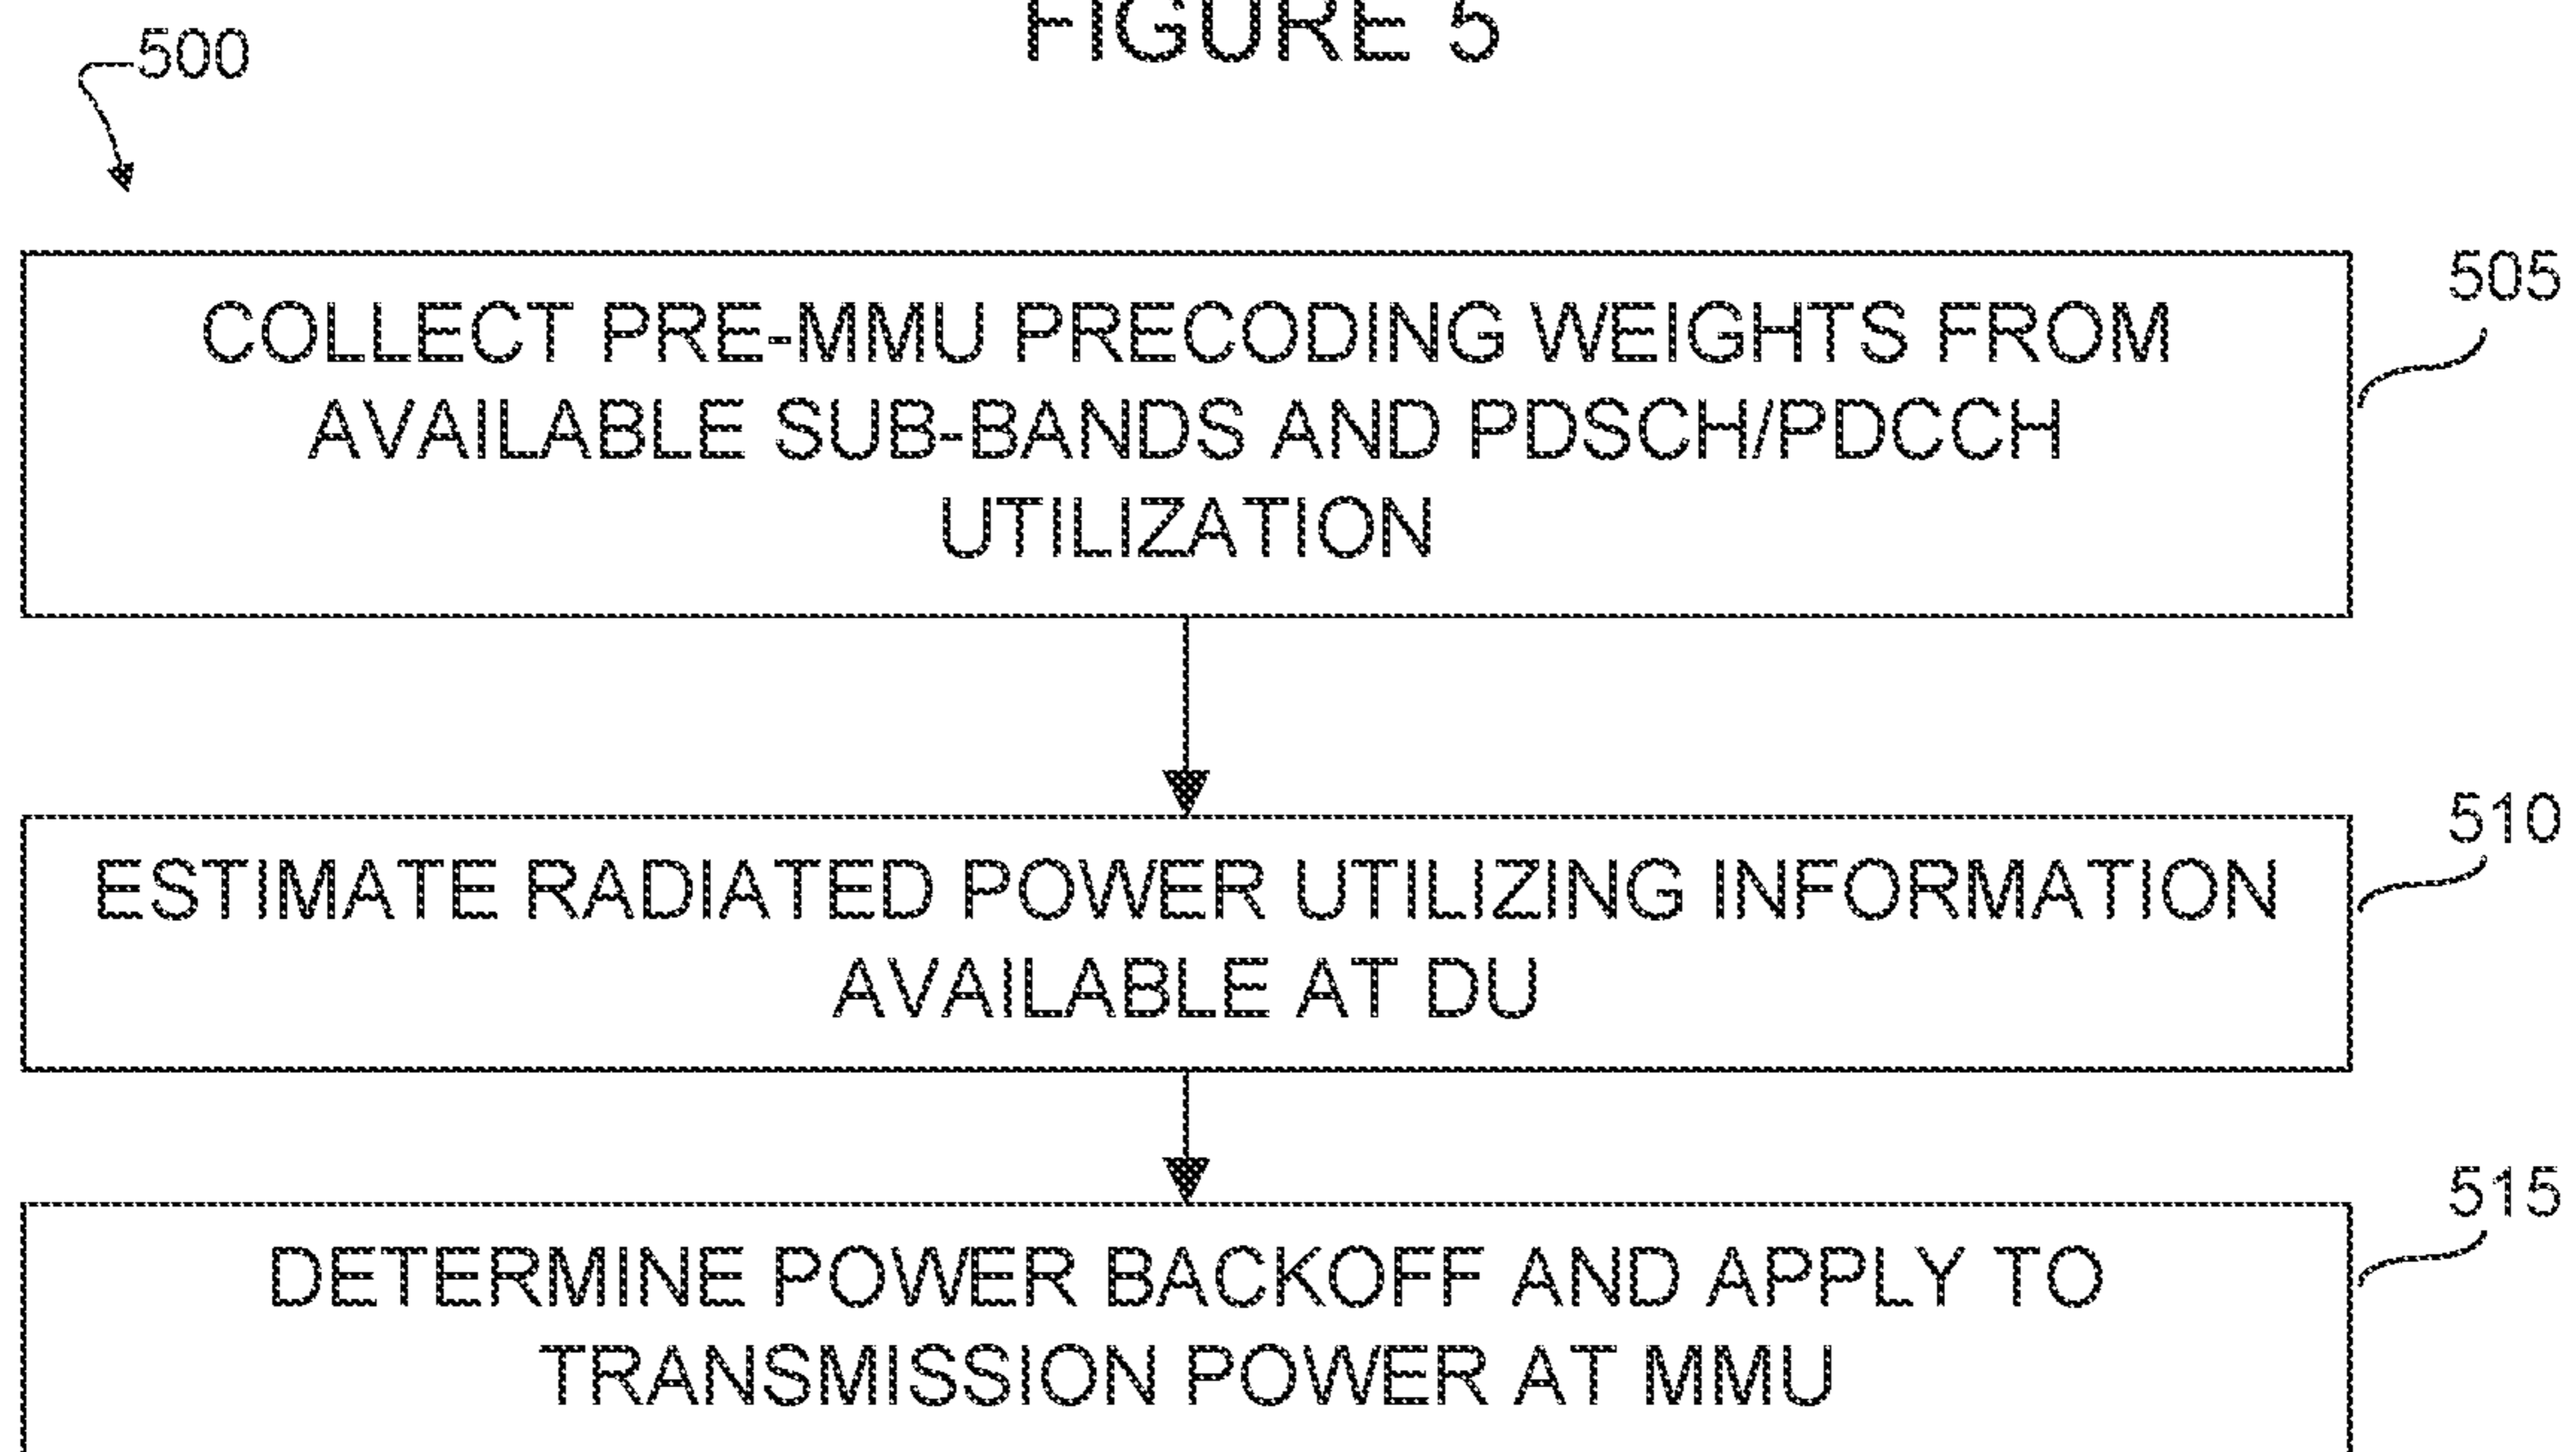 FIGURE 5
500
COLLECT PRE-MMU PRECODING WEIGHTS FROM
AVAILABLE SUB-BANDS AND PDSCH/PDCCH
UTILIZATION
505
ESTIMATE RADIATED POWER UTILIZING INFORMATION
AVAILABLE AT DU
510
DETERMINE POWER BACKOFF AND APPLY TO
TRANSMISSION POWER AT MMU
515